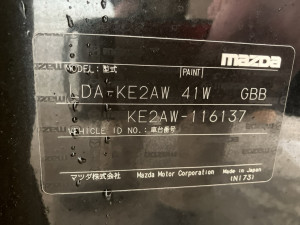 mazda
MODEL:型式 PAINT
LDA-KE2AW 41W GBB
KE2AW-116137
VEHICLE ID NO.:車台番号
マツダ株式会社 Mazda Motor Corporation Made in Japan
1N173I